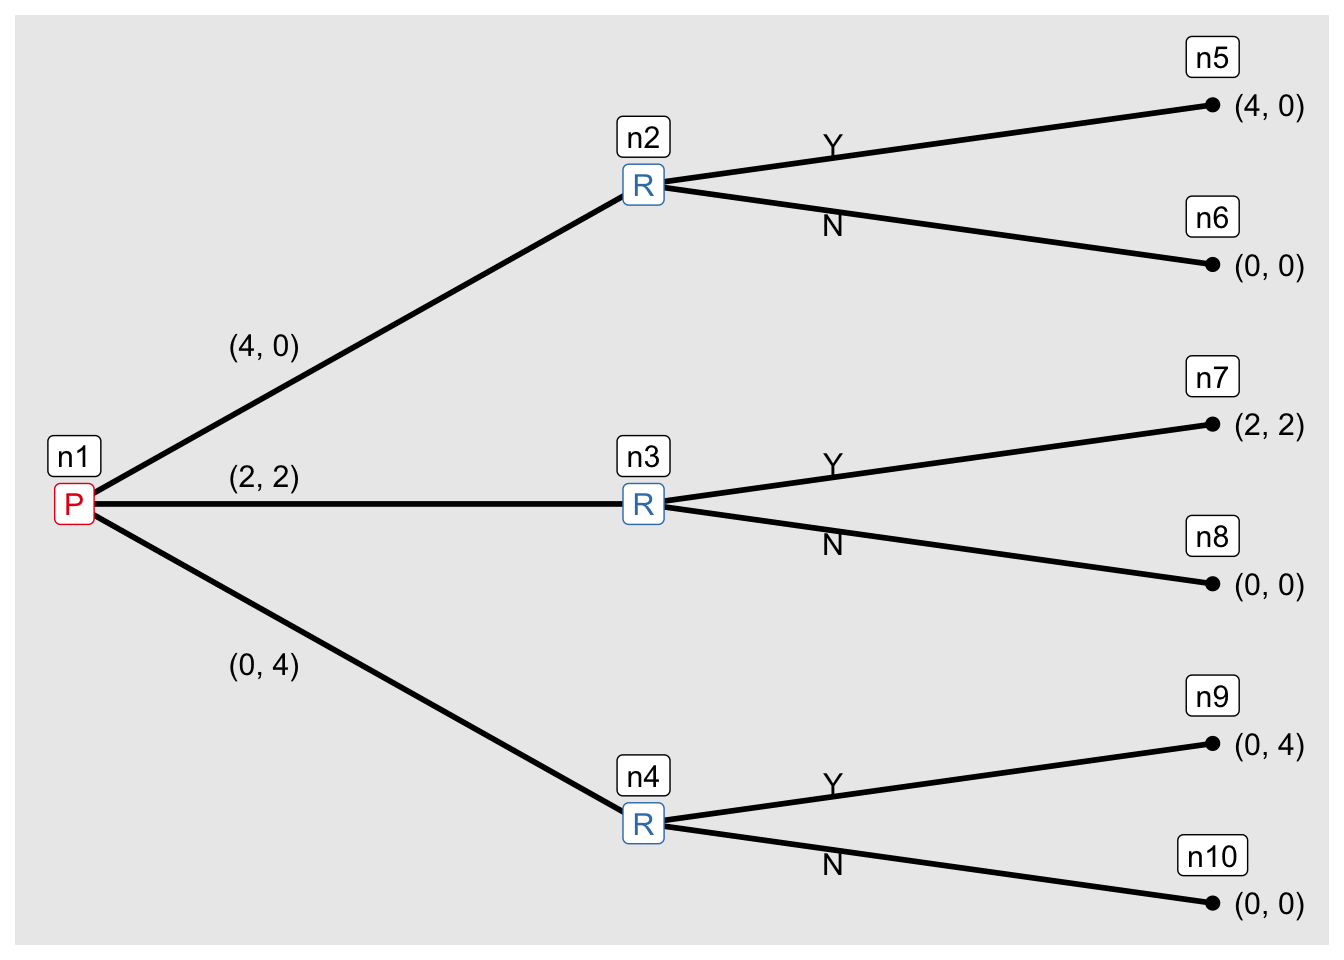 n5
(4, 0)
n2
R
Y
N
n6
(0, 0)
(4, 0)
n7
(2, 2)
n1
P
(2, 2)
n3
R
Y
N
n8
(0, 0)
(0, 4)
n9
(0, 4)
n4
R
Y
N
n10
(0, 0)